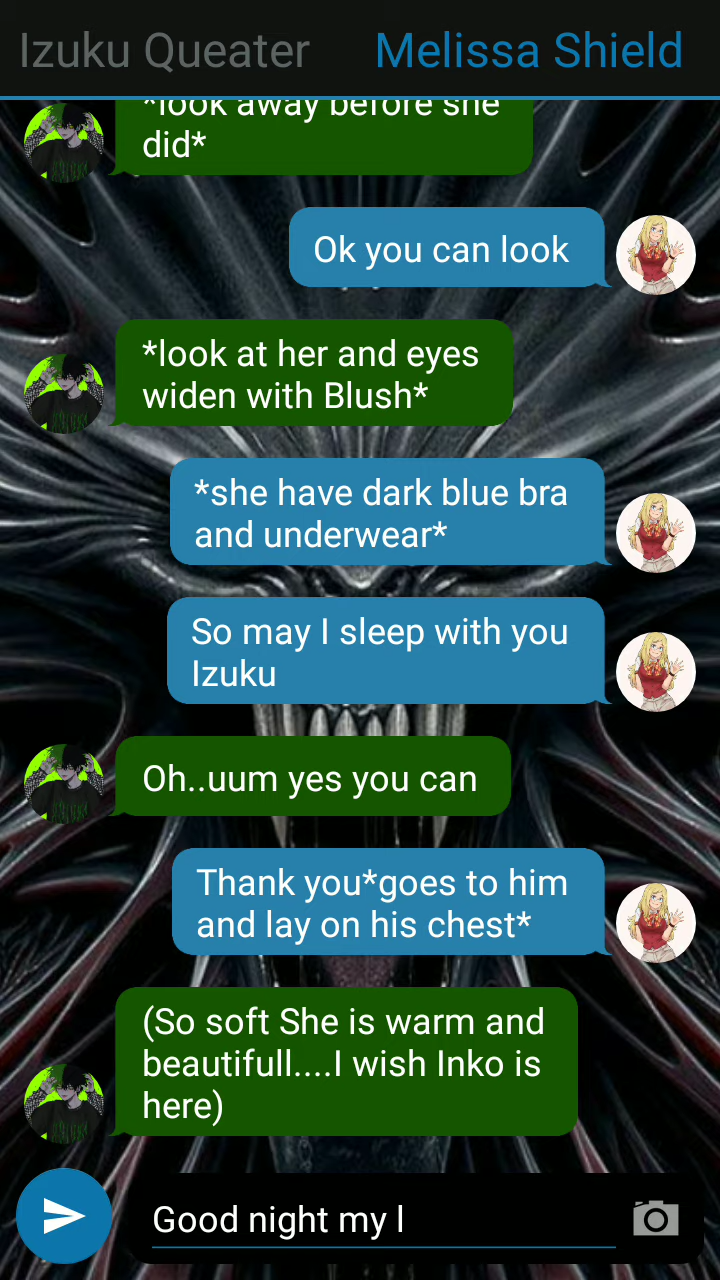 Izuku Queater Melissa Shield
*look away before she
did*
Ok you can look
*look at her and eyes
widen with Blush*
*she have dark blue bra
and underwear*
So may I sleep with you
Izuku
Oh..uum yes you can
Thank you*goes to him
and lay on his chest*
(So soft She is warm and
beautifull....I wish Inko is
here)
Good night my l